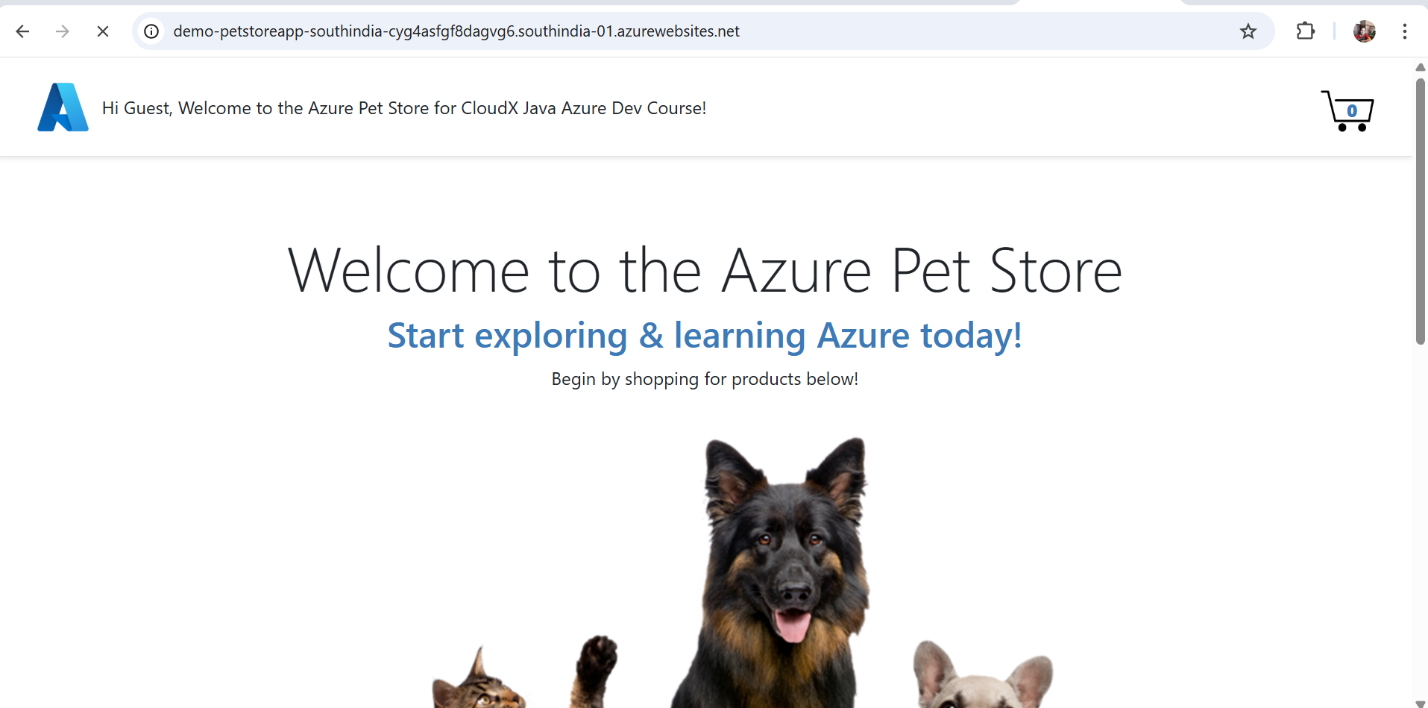 demo-petstoreapp-southindia-cyg4asfgf8dagvg6.southindia-01.azurewebsites.net
Hi Guest, Welcome to the Azure Pet Store for CloudX Java Azure Dev Course!
0
Welcome to the Azure Pet Store
Start exploring & learning Azure today!
Begin by shopping for products below!